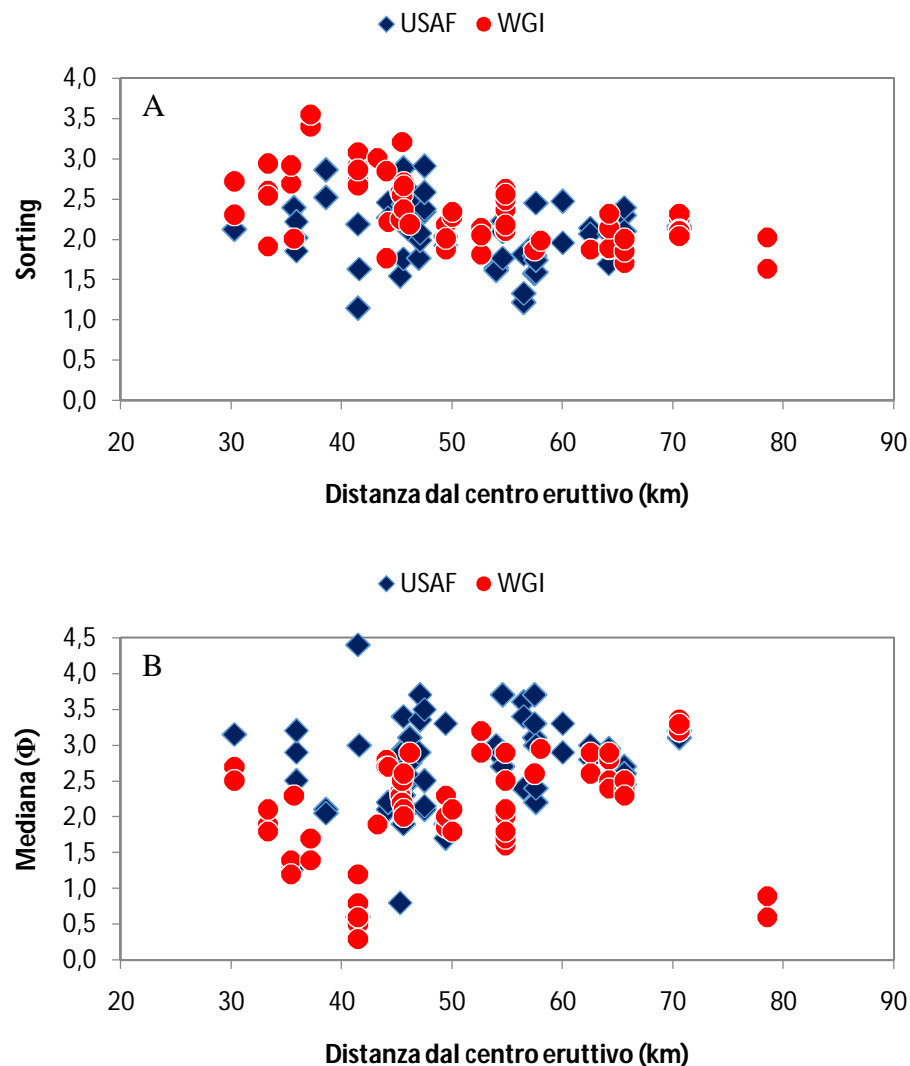 USAF WGI
A
4,0
3,5
3,0
2,5
2,0
1,5
1,0
0,5
0,0
Sorting
20 30 40 50 60 70 80 90
Distanza dal centro eruttivo (km)
USAF WGI
B
4,5
4,0
3,5
3,0
2,5
2,0
1,5
1,0
0,5
0,0
Mediana (Φ)
20 30 40 50 60 70 80 90
Distanza dal centro eruttivo (km)